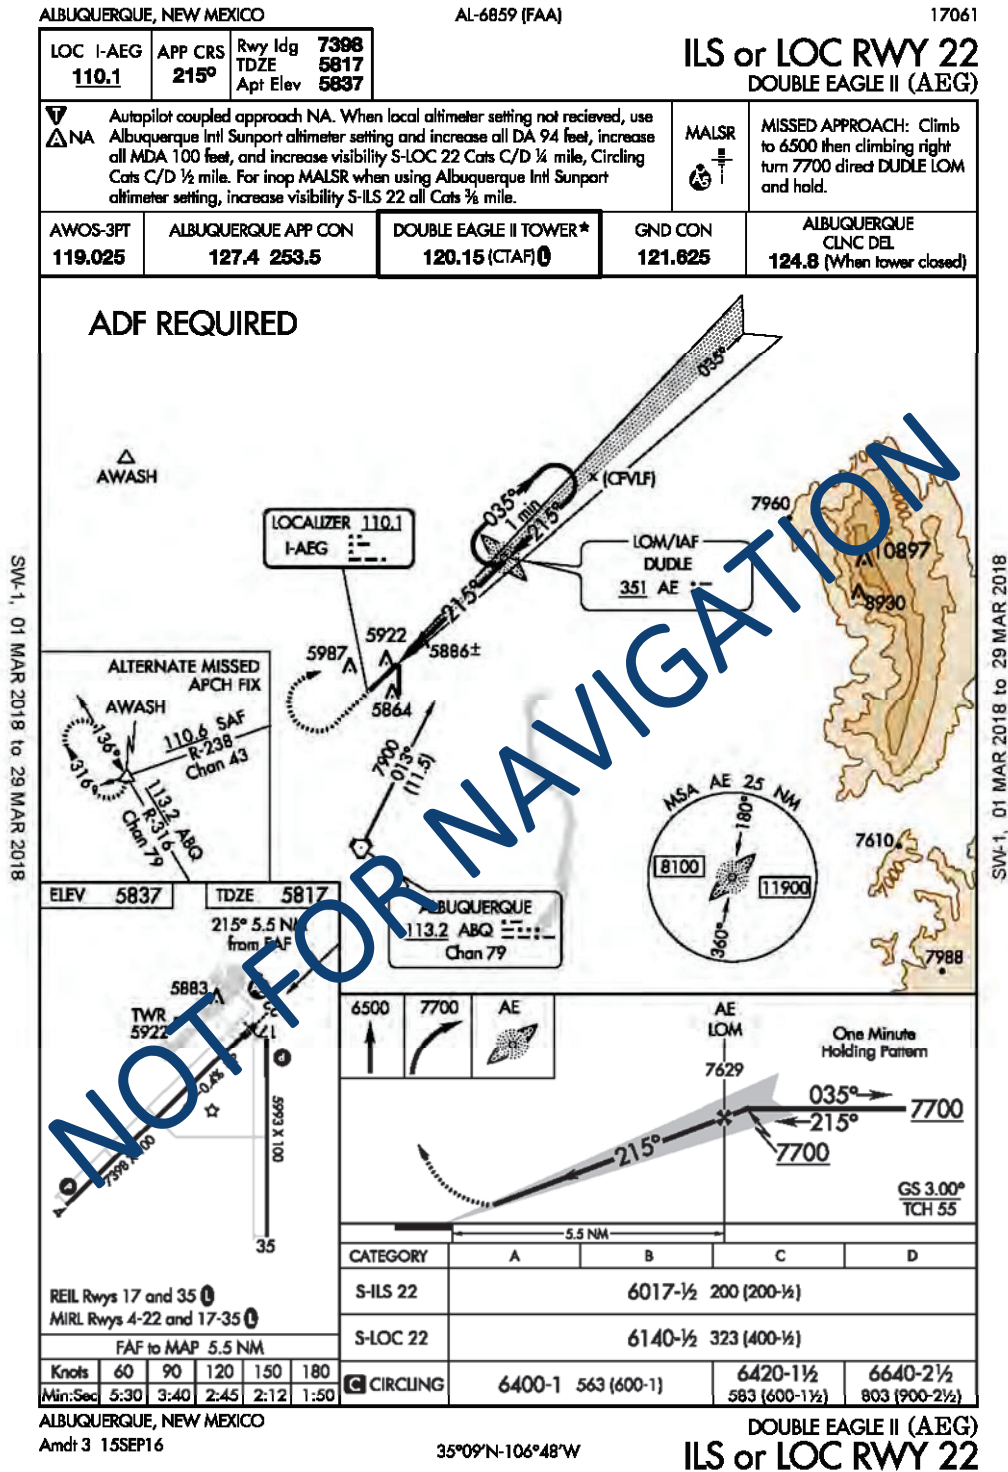 ALBUQUERQUE, NEW MEXICO
AL-6859 (FAA)
17061
LOC I-AEG
110.1
APP CRS
215°
Rwy ldg 7398
TDZE 5817
Apt Elev 5837
ILS or LOC RWY 22
DOUBLE EAGLE II (AEG)
T
A NA
Autopilot coupled approach NA. When local altimeter setting not recieved, use
Albuquerque Intl Sunport altimeter setting and increase all DA 94 feet, increase
all MDA 100 feet, and increase visibility S-LOC 22 Cats C/D ¼ mile, Circling
Cats C/D ½ mile. For inop MALSR when using Albuquerque Intl Sunport
altimeter setting, increase visibility S-ILS 22 all Cats ⅜ mile.
MALSR
A5
MISSED APPROACH: Climb
to 6500 then climbing right
turn 7700 direct DUDLE LOM
and hold.
AWOS-3PT
119.025
ALBUQUERQUE APP CON
127.4 253.5
DOUBLE EAGLE II TOWER*
120.15 (CTAF) L
GND CON
121.625
ALBUQUERQUE
CLNC DEL
124.8 (When tower closed)
ADF REQUIRED
035°
AWASH
(CFVLF)
035°
1 min
215°
7960
LOCALIZER 110.1
I-AEG
LOM/IAF
DUDLE
351 AE
10897
8930
215°
5922
5987
5886±
5864
ALTERNATE MISSED
APCH FIX
AWASH
136°
316°
110.6 SAF
R-238
Chan 43
113.2 ABQ
R-316
Chan 79
7900
013°
(11.5)
MSA AE 25 NM
180°
8100
11900
360°
7610
7988
ALBUQUERQUE
113.2 ABQ
Chan 79
NOT FOR NAVIGATION
ELEV 5837
TDZE 5817
215° 5.5 NM
from FAF
5883
TWR
5922
22
17
P
-0.4%
7398 X 100
5993 X 100
A
4
35
REIL Rwys 17 and 35 L
MIRL Rwys 4-22 and 17-35 L
FAF to MAP 5.5 NM
Knots 60 90 120 150 180
Min:Sec 5:30 3:40 2:45 2:12 1:50
6500
7700
AE
AE
LOM
7629
One Minute
Holding Pattern
035°
215°
7700
7700
215°
GS 3.00°
TCH 55
5.5 NM
CATEGORY A B C D
S-ILS 22 6017-½ 200 (200-½)
S-LOC 22 6140-½ 323 (400-½)
C CIRCLING 6400-1 563 (600-1)
6420-1½
583 (600-1½)
6640-2½
803 (900-2½)
ALBUQUERQUE, NEW MEXICO
Amdt 3 15SEP16
35°09'N-106°48'W
DOUBLE EAGLE II (AEG)
ILS or LOC RWY 22
SW-1, 01 MAR 2018 to 29 MAR 2018
SW-1, 01 MAR 2018 to 29 MAR 2018